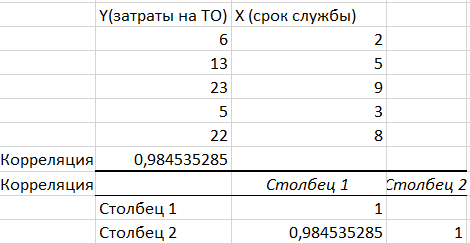 Y(затраты на ТО) X (срок службы)
6 2
13 5
23 9
5 3
22 8
Корреляция 0,984535285
Корреляция Столбец 1 Столбец 2
Столбец 1 1
Столбец 2 0,984535285 1